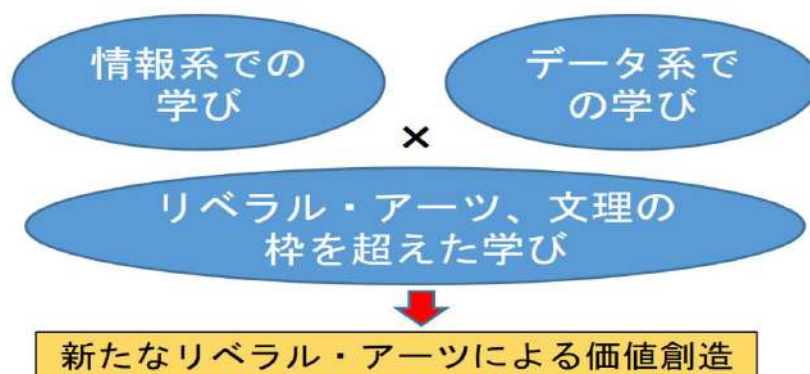 情報系での
学び
データ系で
の学び
×
リベラル・アーツ、文理の
枠を超えた学び
新たなリベラル・アーツによる価値創造